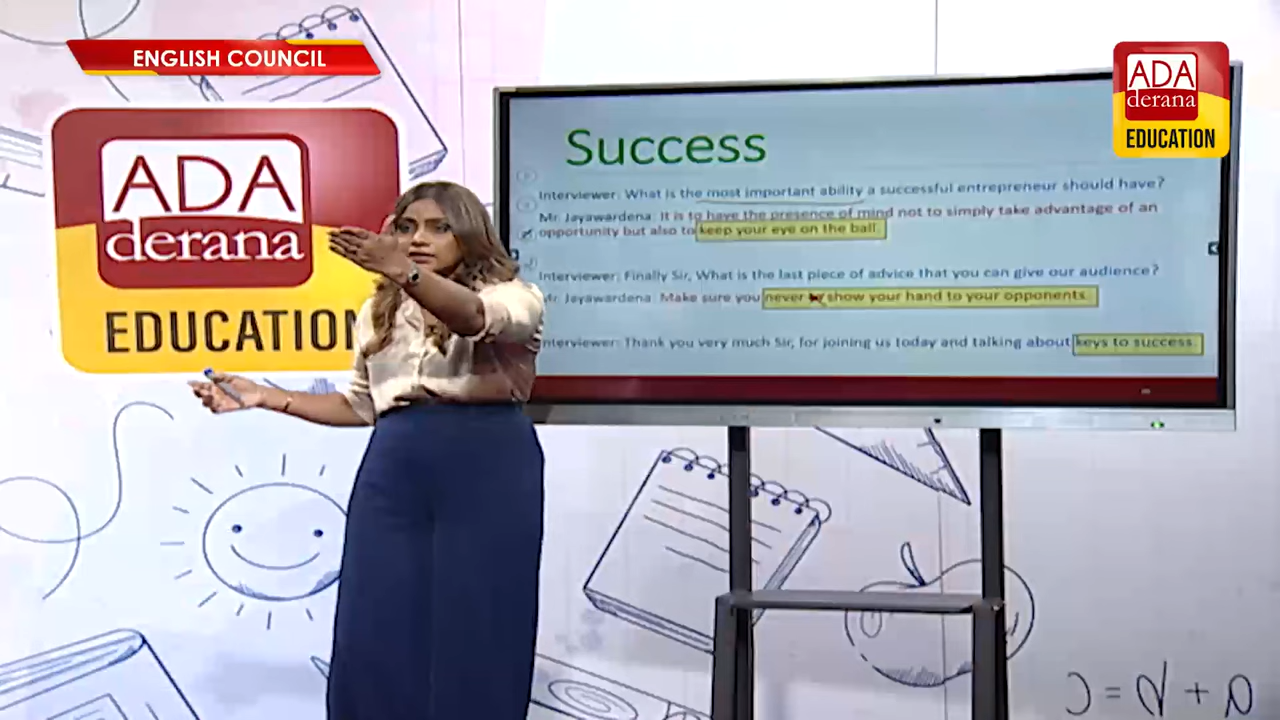 ENGLISH COUNCIL
ADA
derana
EDUCATION
ADA
derana
EDUCATION
Success
Interviewer: What is the most important ability a successful entrepreneur should have?
Mr. Jayawardena: It is to have the presence of mind not to simply take advantage of an
opportunity but also to keep your eye on the ball.
Interviewer: Finally Sir, What is the last piece of advice that you can give our audience?
Mr. Jayawardena: Make sure you never show your hand to your opponents.
Interviewer: Thank you very much Sir, for joining us today and talking about keys to success.